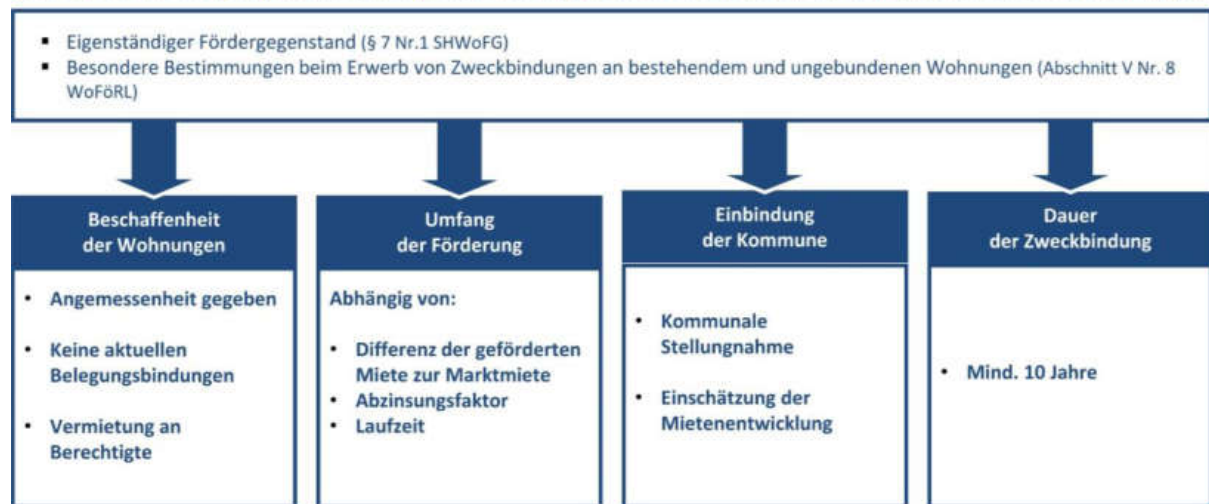 ▪ Eigenständiger Fördergegenstand (§ 7 Nr.1 SHWoFG)
▪ Besondere Bestimmungen beim Erwerb von Zweckbindungen an bestehendem und ungebundenen Wohnungen (Abschnitt V Nr. 8
WoFöRL)
Beschaffenheit
der Wohnungen
• Angemessenheit gegeben
• Keine aktuellen
Belegungsbindungen
• Vermietung an
Berechtigte
Umfang
der Förderung
Abhängig von:
• Differenz der geförderten
Miete zur Marktmiete
• Abzinsungsfaktor
• Laufzeit
Einbindung
der Kommune
• Kommunale
Stellungnahme
• Einschätzung der
Mietenentwicklung
Dauer
der Zweckbindung
• Mind. 10 Jahre